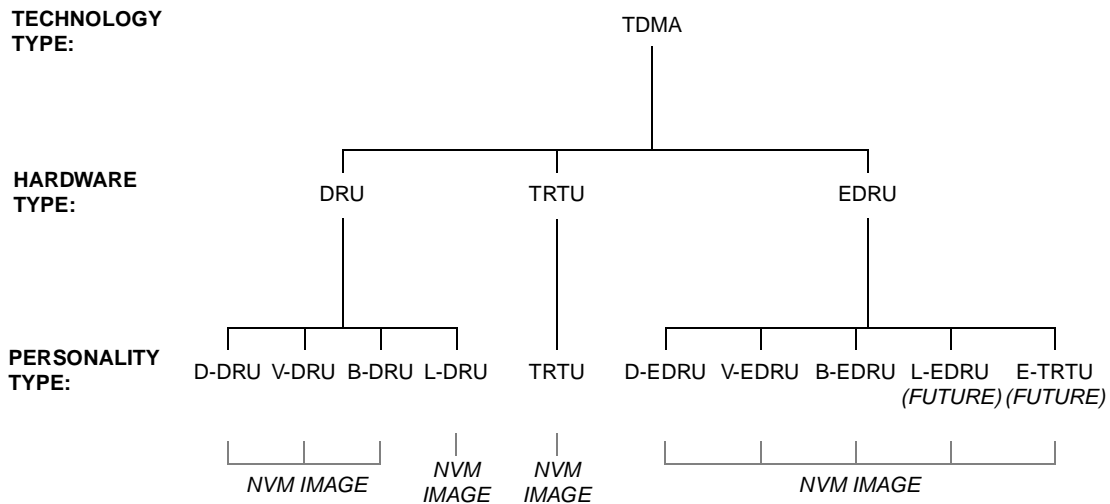 TECHNOLOGY
TYPE:
TDMA
HARDWARE
TYPE:
DRU TRTU EDRU
PERSONALITY
TYPE:
D-DRU V-DRU B-DRU L-DRU TRTU D-EDRU V-EDRU B-EDRU L-EDRU E-TRTU
(FUTURE) (FUTURE)
NVM IMAGE
NVM
IMAGE
NVM
IMAGE
NVM IMAGE